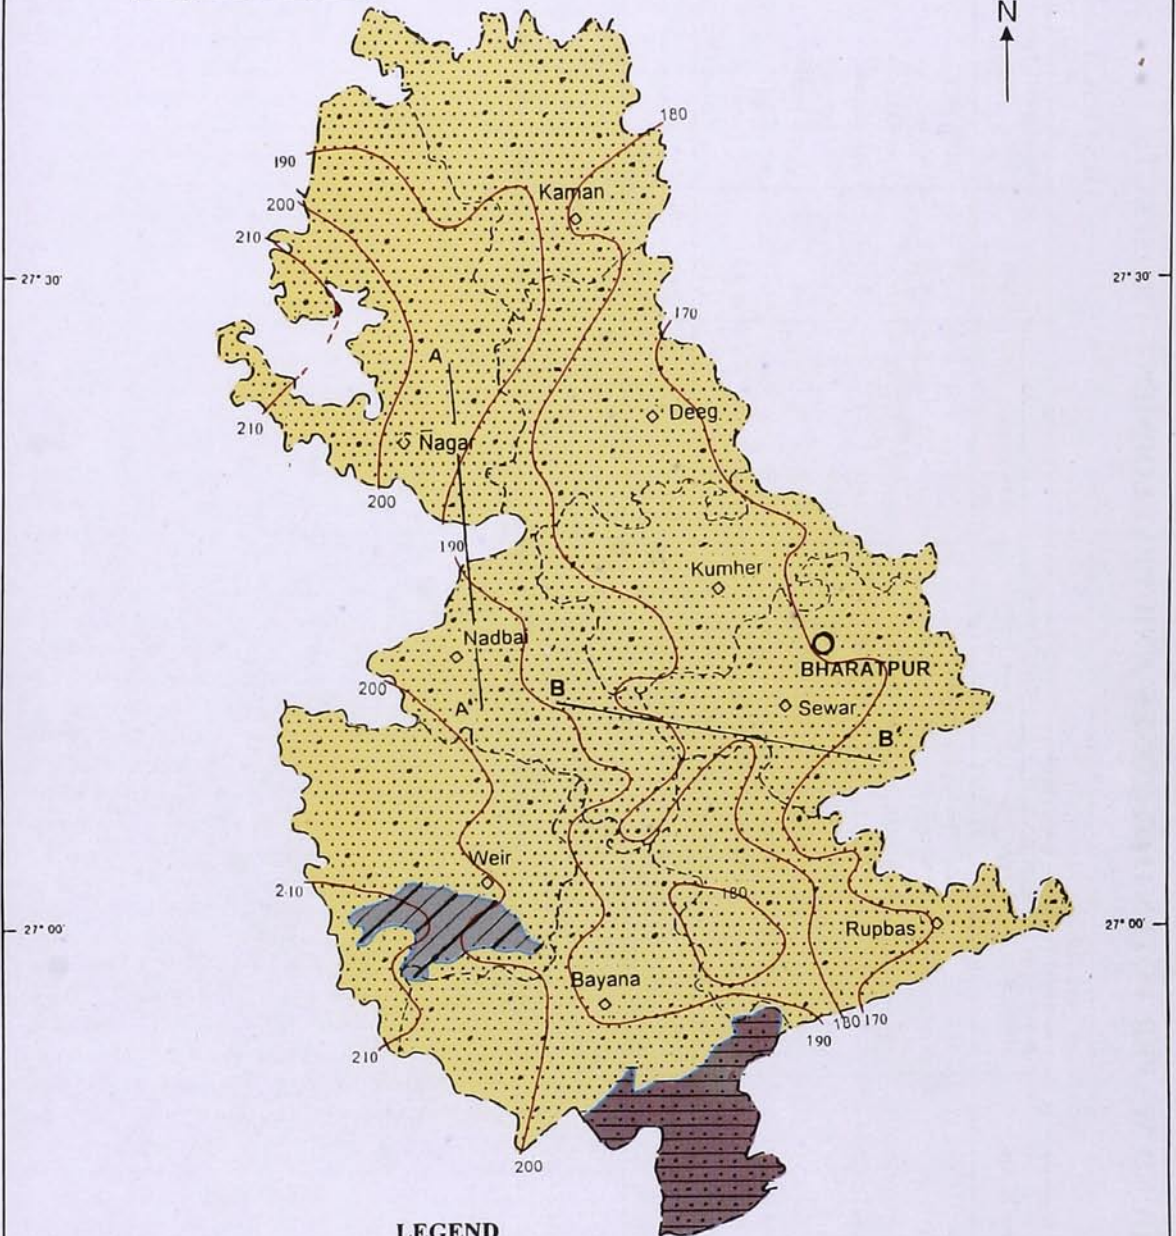 N
180
190
Kaman
200
210
27° 30'
27° 30'
170
A
Deeg
210
Nagar
200
190
Kumher
Nadbai
BHARATPUR
200
B
A'
Sewar
B'
Weir
210
180
27° 00'
Rupbas
27° 00'
Bayana
180 170
190
210
200
LEGEND